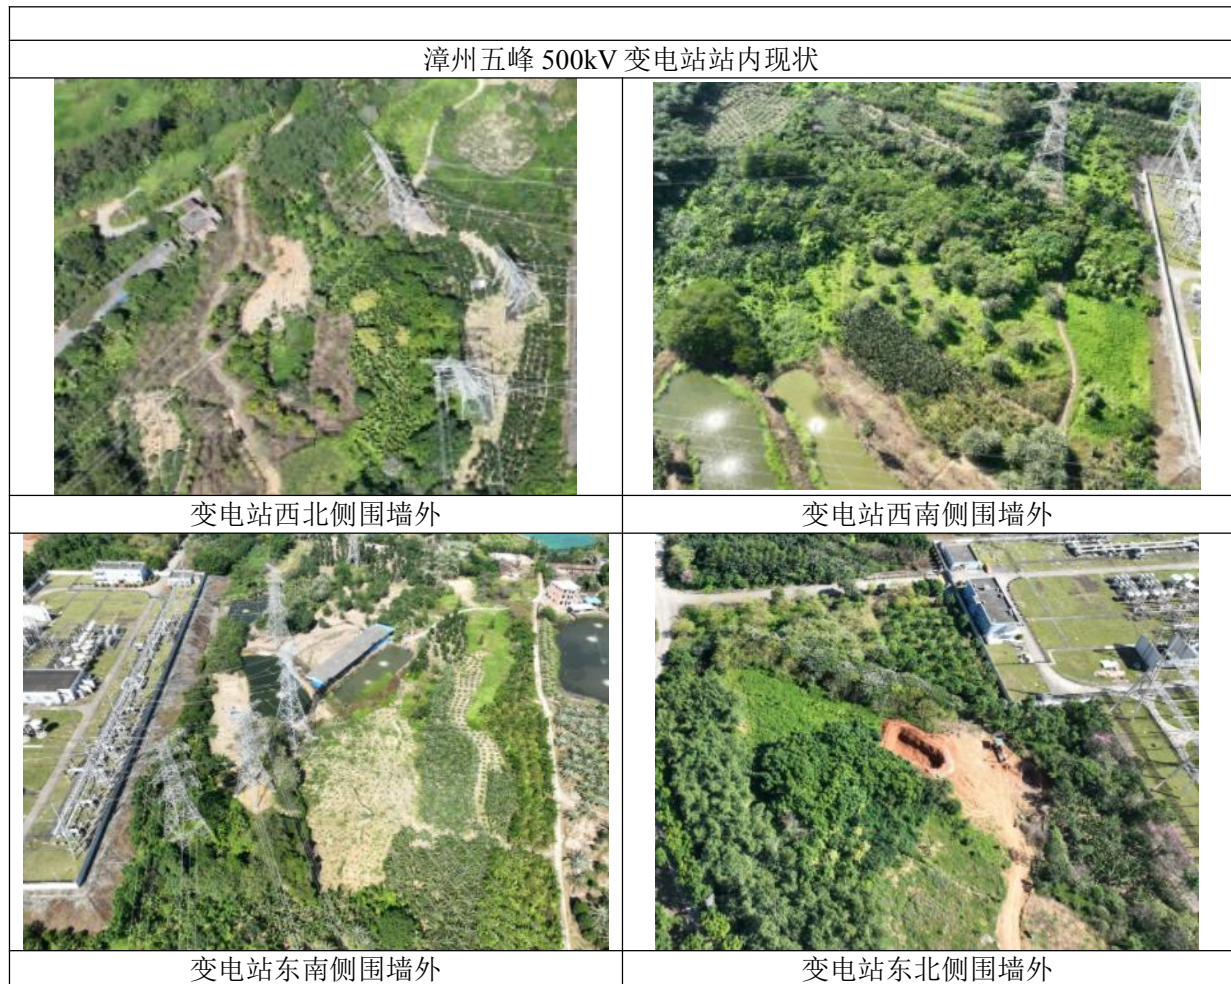 漳州五峰 500kV 变电站站内现状
变电站西北侧围墙外
变电站西南侧围墙外
变电站东南侧围墙外
变电站东北侧围墙外